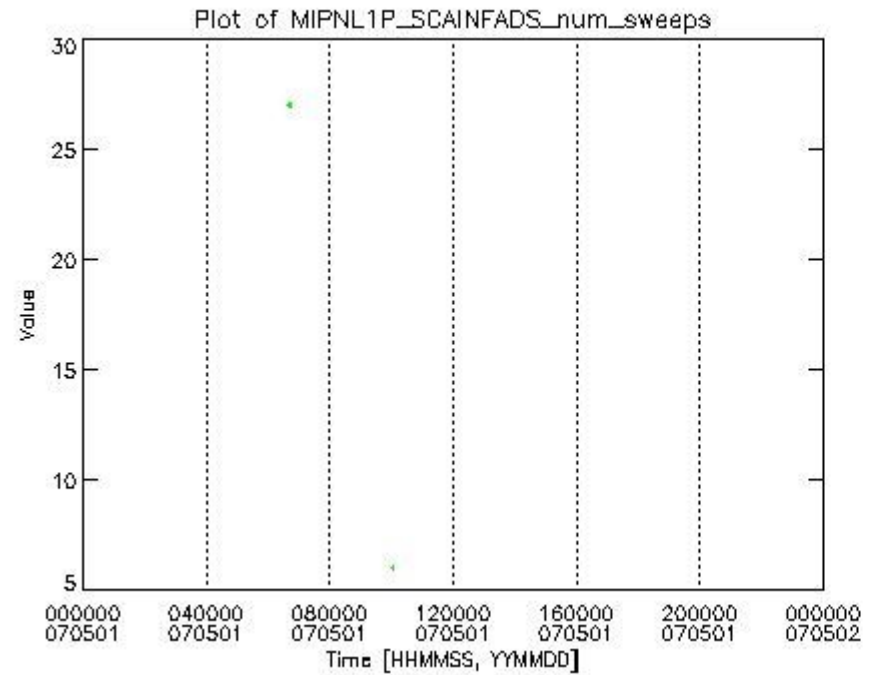 Plot of MIPNL1P_SCAINFADS_num_sweeps
30
25
20
15
10
5
Value
000000 040000 080000 120000 160000 200000 000000
070501 070501 070501 070501 070501 070501 070502
Time [HHMMSS, YYMMDD]